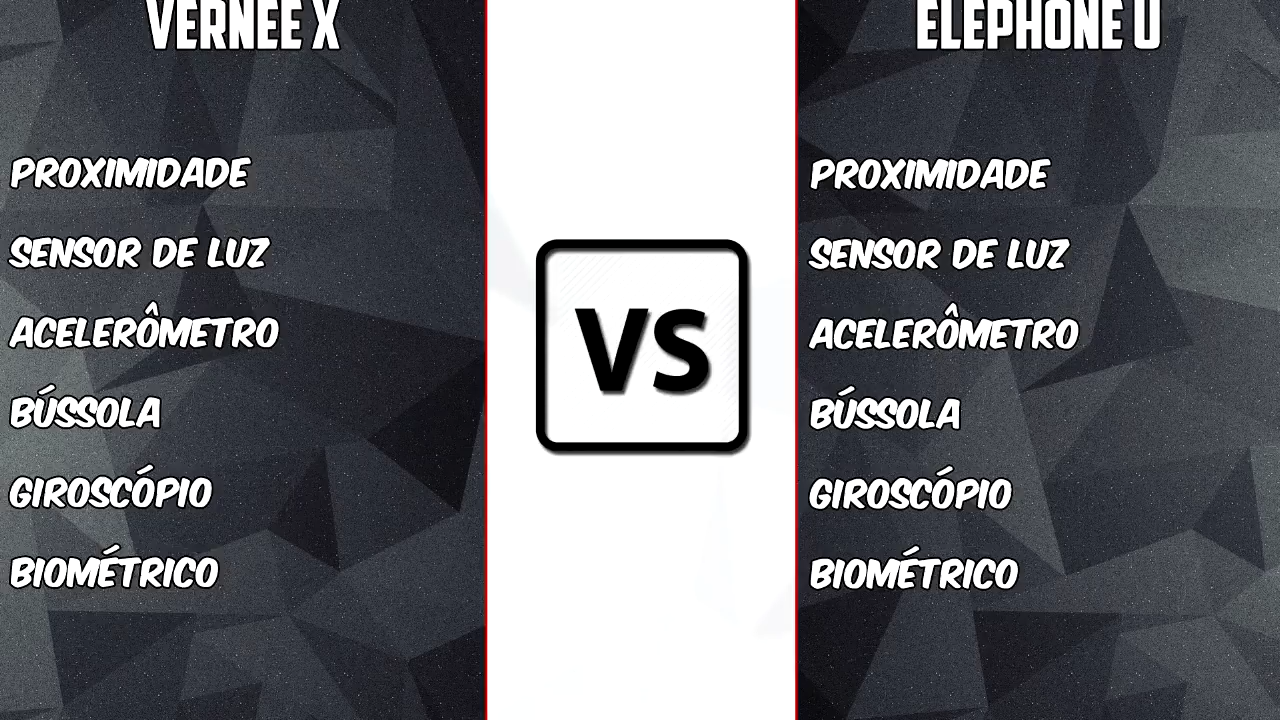 VERNEE X
PROXIMIDADE
SENSOR DE LUZ
ACELERÔMETRO
BÚSSOLA
GIROSCÓPIO
BIOMÉTRICO
VS
ELEPHONE U
PROXIMIDADE
SENSOR DE LUZ
ACELERÔMETRO
BÚSSOLA
GIROSCÓPIO
BIOMÉTRICO